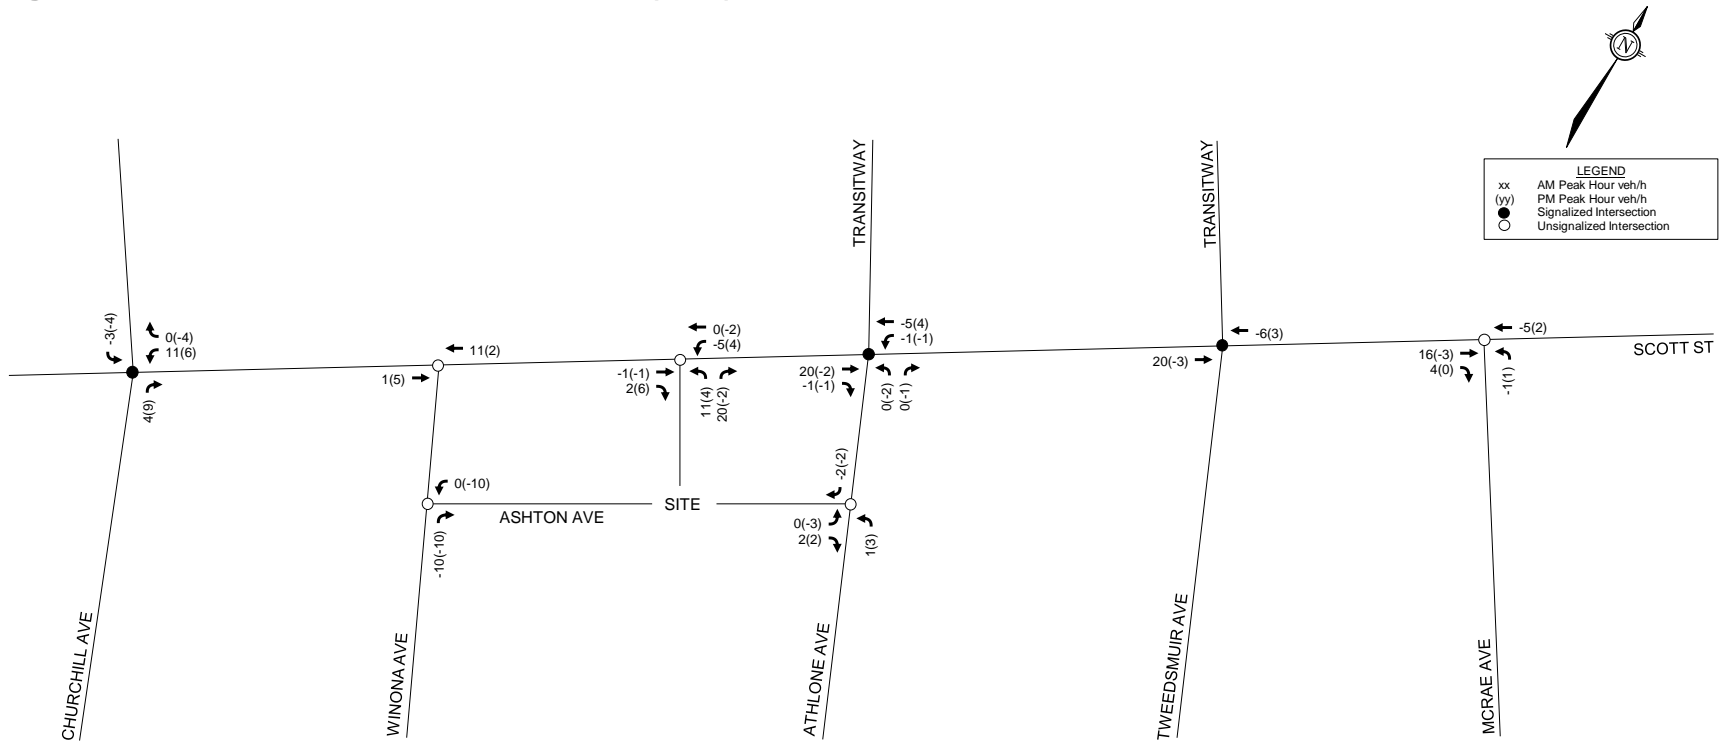 N
LEGEND
xx AM Peak Hour veh/h
(yy) PM Peak Hour veh/h
Signalized Intersection
Unsignalized Intersection
TRANSITWAY
TRANSITWAY
-3(-4)
0(-4)
11(6)
4(9)
11(2)
1(5)
0(-2)
-5(4)
-1(-1)
2(6)
11(4)
20(-2)
-5(4)
-1(-1)
20(-2)
-1(-1)
0(-2)
0(-1)
-6(3)
20(-3)
-5(2)
16(-3)
4(0)
-1(1)
SCOTT ST
0(-10)
-10(-10)
ASHTON AVE
SITE
-2(-2)
0(-3)
2(2)
1(3)
CHURCHILL AVE
WINONA AVE
ATHLONE AVE
TWEEDSMUIR AVE
MCRAE AVE